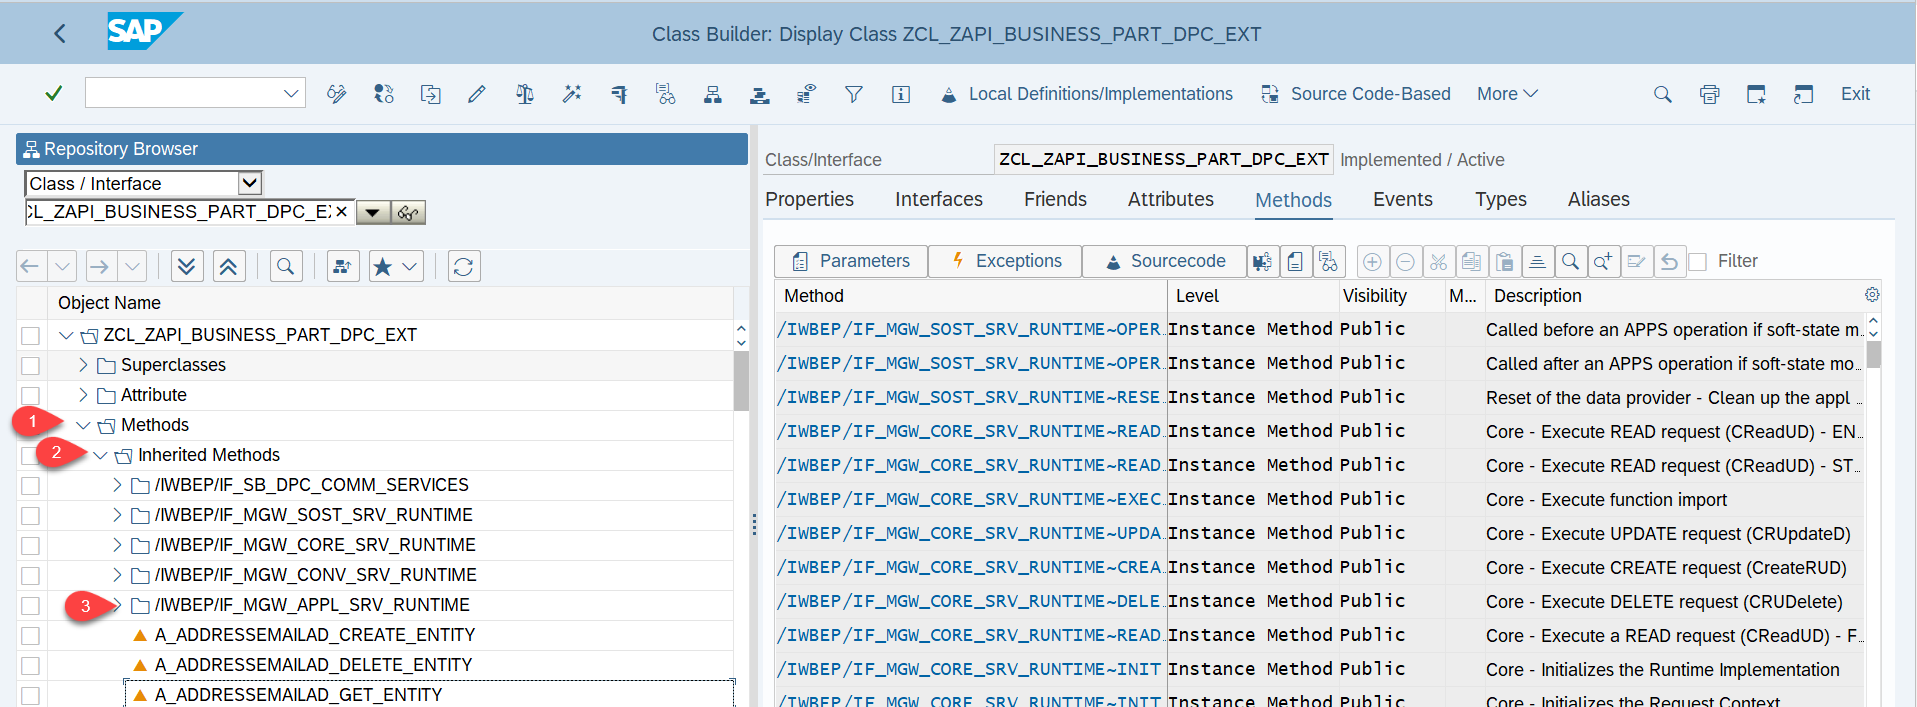 SAP
Class Builder: Display Class ZCL_ZAPI_BUSINESS_PART_DPC_EXT
Local Definitions/Implementations
Source Code-Based
More
Exit
Repository Browser
Class / Interface
CL_ZAPI_BUSINESS_PART_DPC_E
Object Name
ZCL_ZAPI_BUSINESS_PART_DPC_EXT
Superclasses
Attribute
1
Methods
2
Inherited Methods
/IWBEP/IF_SB_DPC_COMM_SERVICES
/IWBEP/IF_MGW_SOST_SRV_RUNTIME
/IWBEP/IF_MGW_CORE_SRV_RUNTIME
/IWBEP/IF_MGW_CONV_SRV_RUNTIME
3
/IWBEP/IF_MGW_APPL_SRV_RUNTIME
A_ADDRESSEMAILAD_CREATE_ENTITY
A_ADDRESSEMAILAD_DELETE_ENTITY
A_ADDRESSEMAILAD_GET_ENTITY
Class/Interface ZCL_ZAPI_BUSINESS_PART_DPC_EXT Implemented / Active
Properties Interfaces Friends Attributes Methods Events Types Aliases
Parameters Exceptions Sourcecode Filter
Method Level Visibility M... Description
/IWBEP/IF_MGW_SOST_SRV_RUNTIME~OPER Instance Method Public Called before an APPS operation if soft-state m...
/IWBEP/IF_MGW_SOST_SRV_RUNTIME~OPER Instance Method Public Called after an APPS operation if soft-state mo...
/IWBEP/IF_MGW_SOST_SRV_RUNTIME~RESE Instance Method Public Reset of the data provider - Clean up the appl ...
/IWBEP/IF_MGW_CORE_SRV_RUNTIME~READ Instance Method Public Core - Execute READ request (CReadUD) - EN...
/IWBEP/IF_MGW_CORE_SRV_RUNTIME~READ Instance Method Public Core - Execute READ request (CReadUD) - ST...
/IWBEP/IF_MGW_CORE_SRV_RUNTIME~EXEC Instance Method Public Core - Execute function import
/IWBEP/IF_MGW_CORE_SRV_RUNTIME~UPDA Instance Method Public Core - Execute UPDATE request (CRUpdateD)
/IWBEP/IF_MGW_CORE_SRV_RUNTIME~CREA Instance Method Public Core - Execute CREATE request (CreateRUD)
/IWBEP/IF_MGW_CORE_SRV_RUNTIME~DELE Instance Method Public Core - Execute DELETE request (CRUDelete)
/IWBEP/IF_MGW_CORE_SRV_RUNTIME~READ Instance Method Public Core - Execute a READ request (CReadUD) - F...
/IWBEP/IF_MGW_CORE_SRV_RUNTIME~INIT Instance Method Public Core - Initializes the Runtime Implementation
/IWBEP/IF_MGW_CORE_SRV_RUNTIME~INIT Instance Method Public Core - Initializes the Request Context